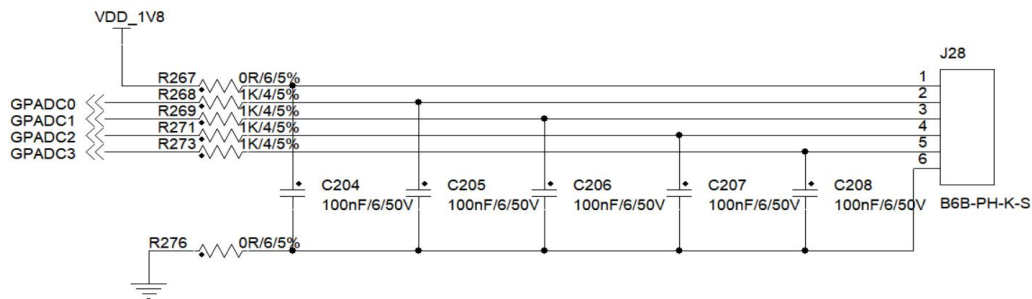 VDD_1V8
J28
R267 0R/6/5% 1
R268 1K/4/5% 2
GPADC0
R269 1K/4/5% 3
GPADC1
R271 1K/4/5% 4
GPADC2
R273 1K/4/5% 5
GPADC3
6
C204 C205 C206 C207 C208
100nF/6/50V 100nF/6/50V 100nF/6/50V 100nF/6/50V 100nF/6/50V B6B-PH-K-S
R276 0R/6/5%